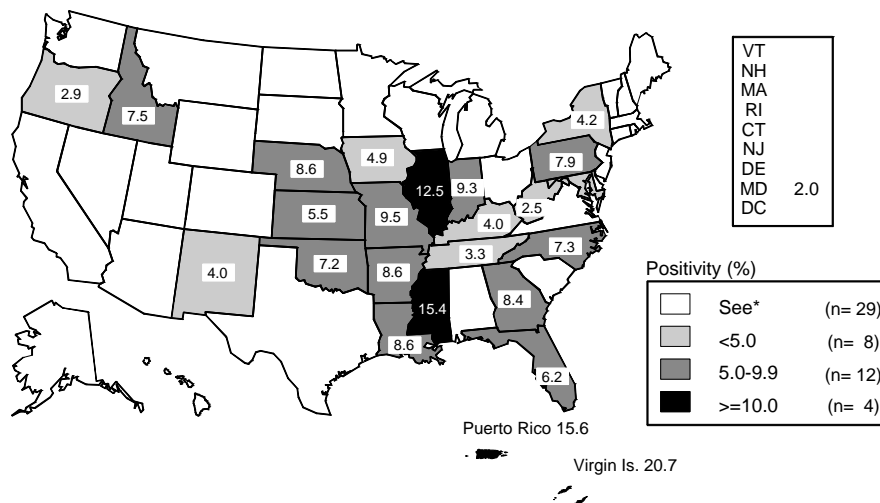 VT
NH
MA
RI
CT
NJ
DE
MD 2.0
DC
2.9
7.5
8.6
4.9
12.5
9.3
4.2
7.9
5.5
9.5
4.0
2.5
4.0
7.2
8.6
3.3
7.3
15.4
8.4
8.6
6.2
Positivity (%)
See* (n= 29)
<5.0 (n= 8)
5.0-9.9 (n= 12)
>=10.0 (n= 4)
Puerto Rico 15.6
Virgin Is. 20.7